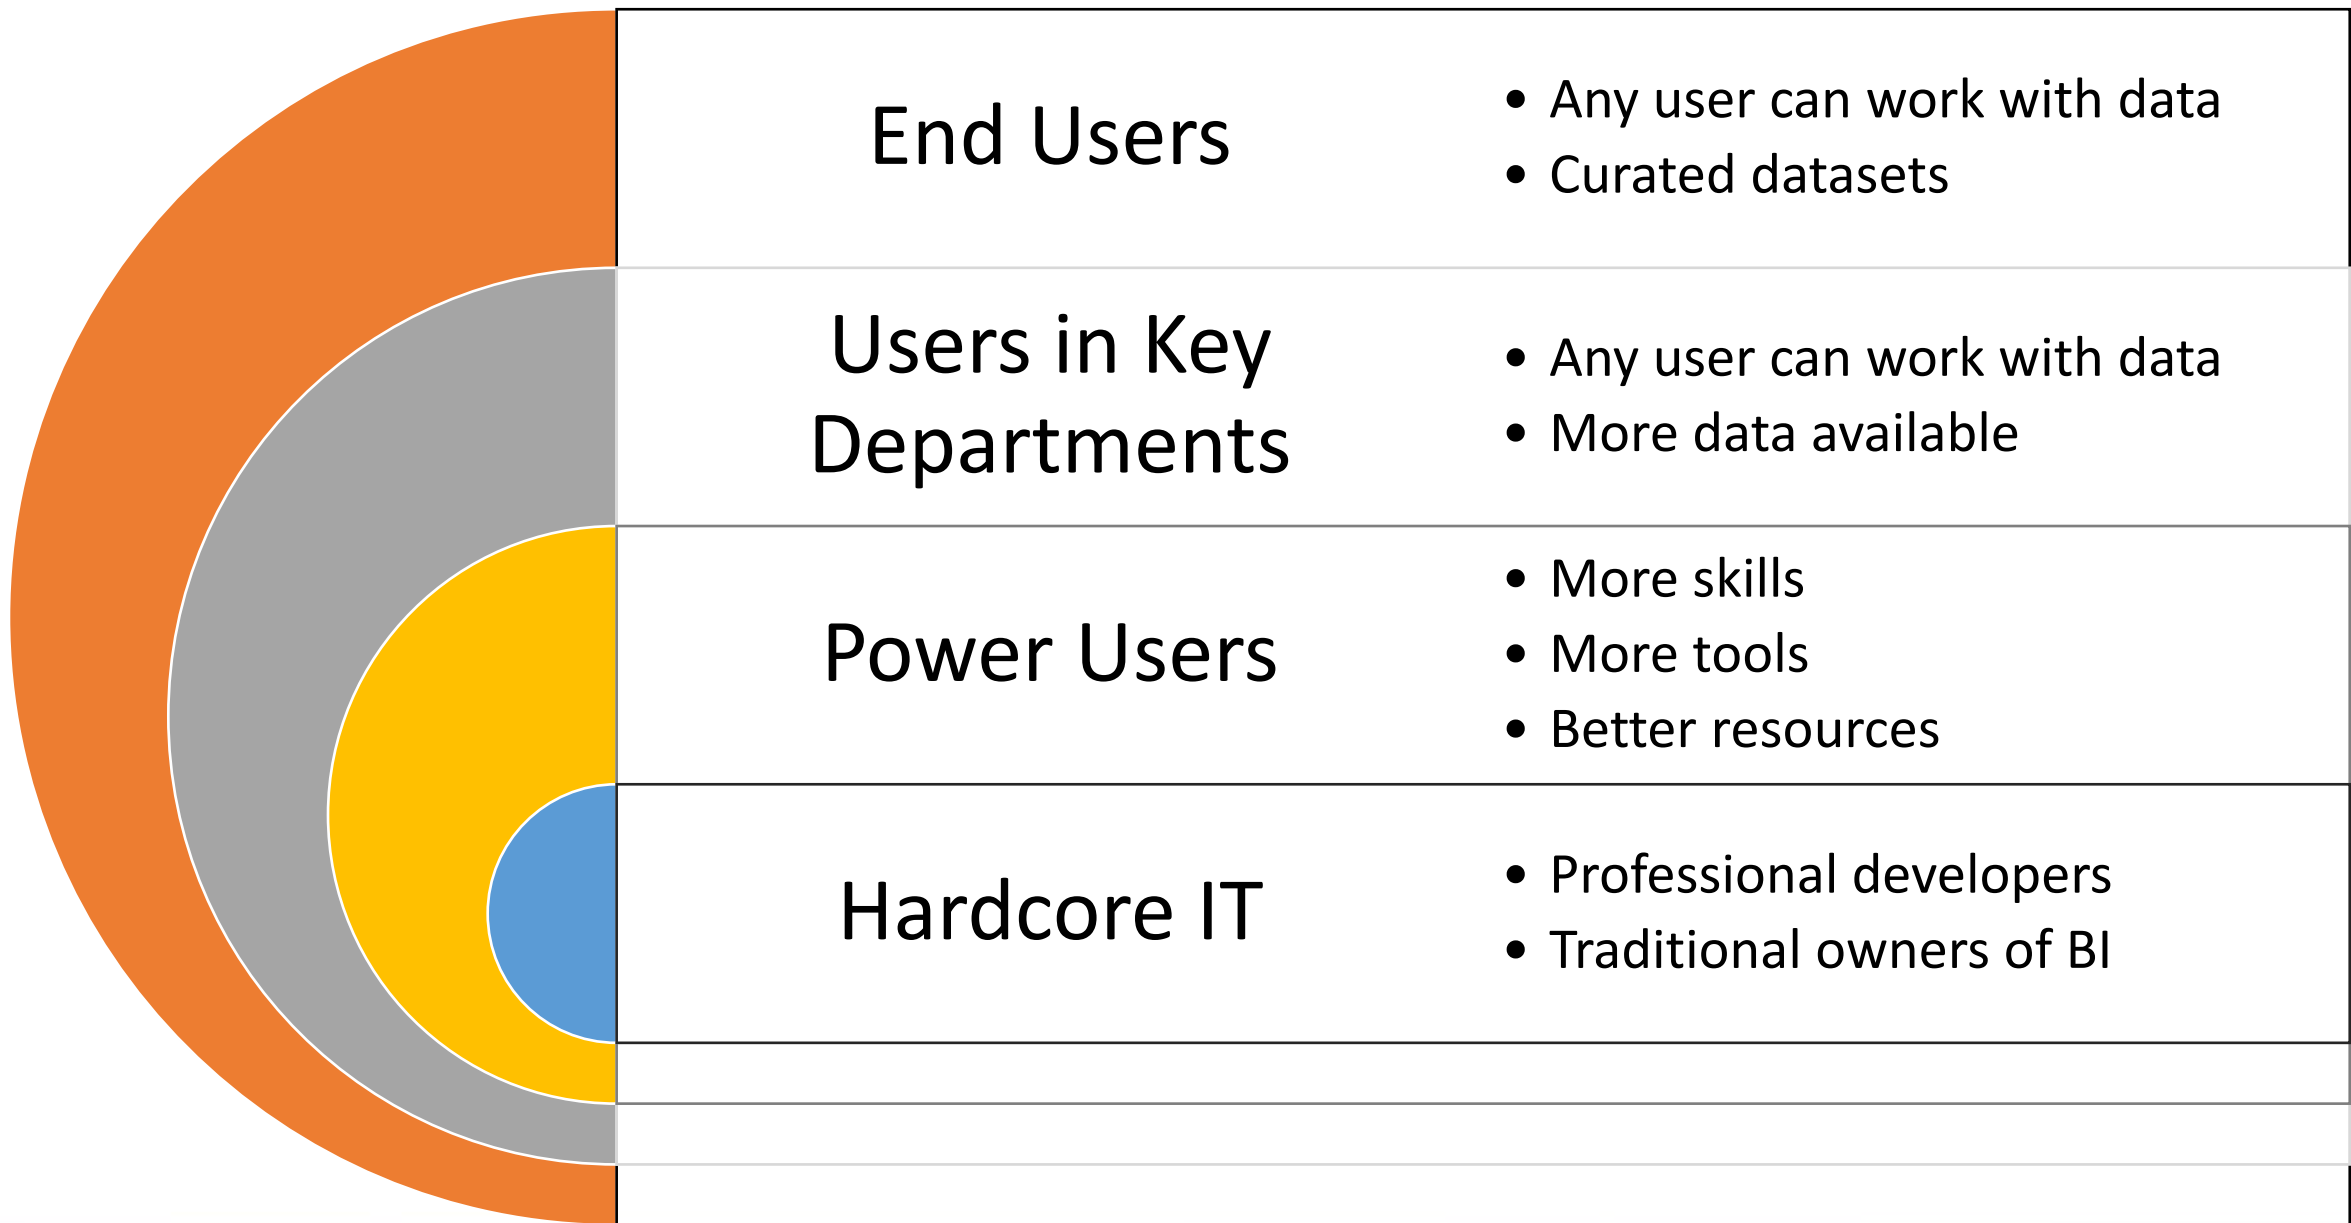 End Users
• Any user can work with data
• Curated datasets
Users in Key
Departments
• Any user can work with data
• More data available
Power Users
• More skills
• More tools
• Better resources
Hardcore IT
• Professional developers
• Traditional owners of BI